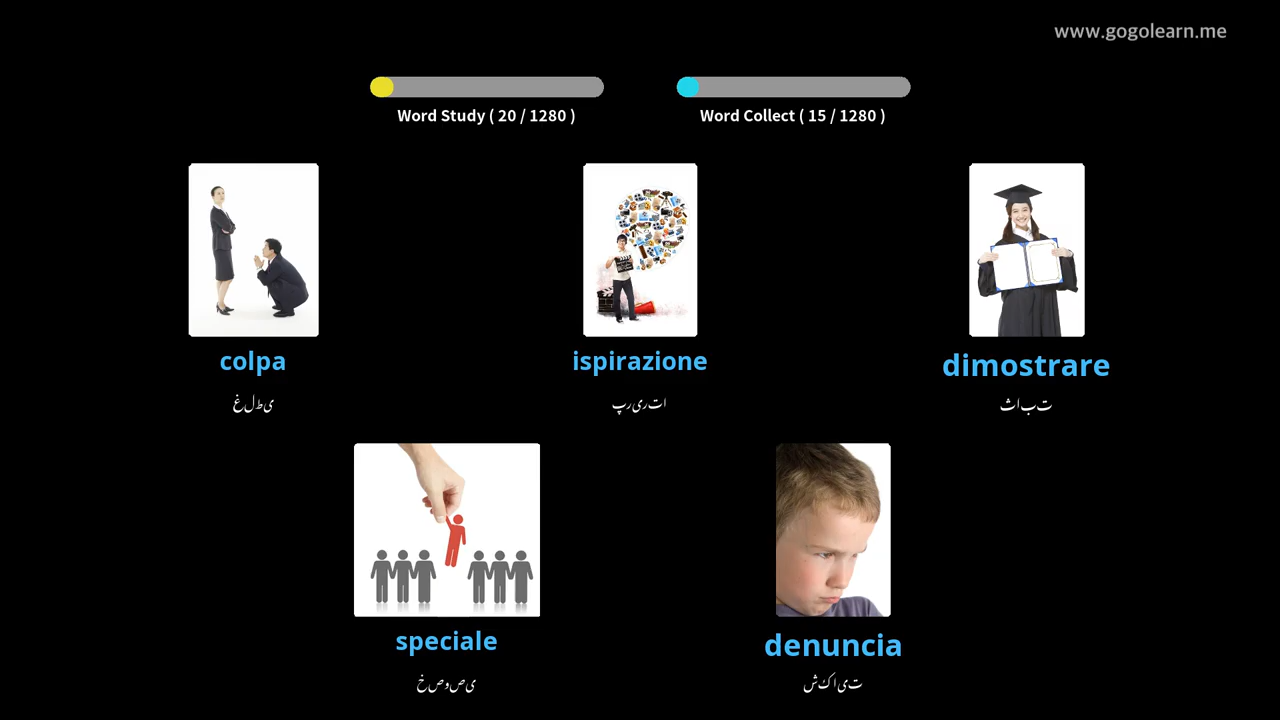 www.gogolearn.me
Word Study ( 20 / 1280 )
Word Collect ( 15 / 1280 )
colpa
ispirazione
dimostrare
غلطی
پریرتا
ثابت
speciale
denuncia
خصوصی
شکایت